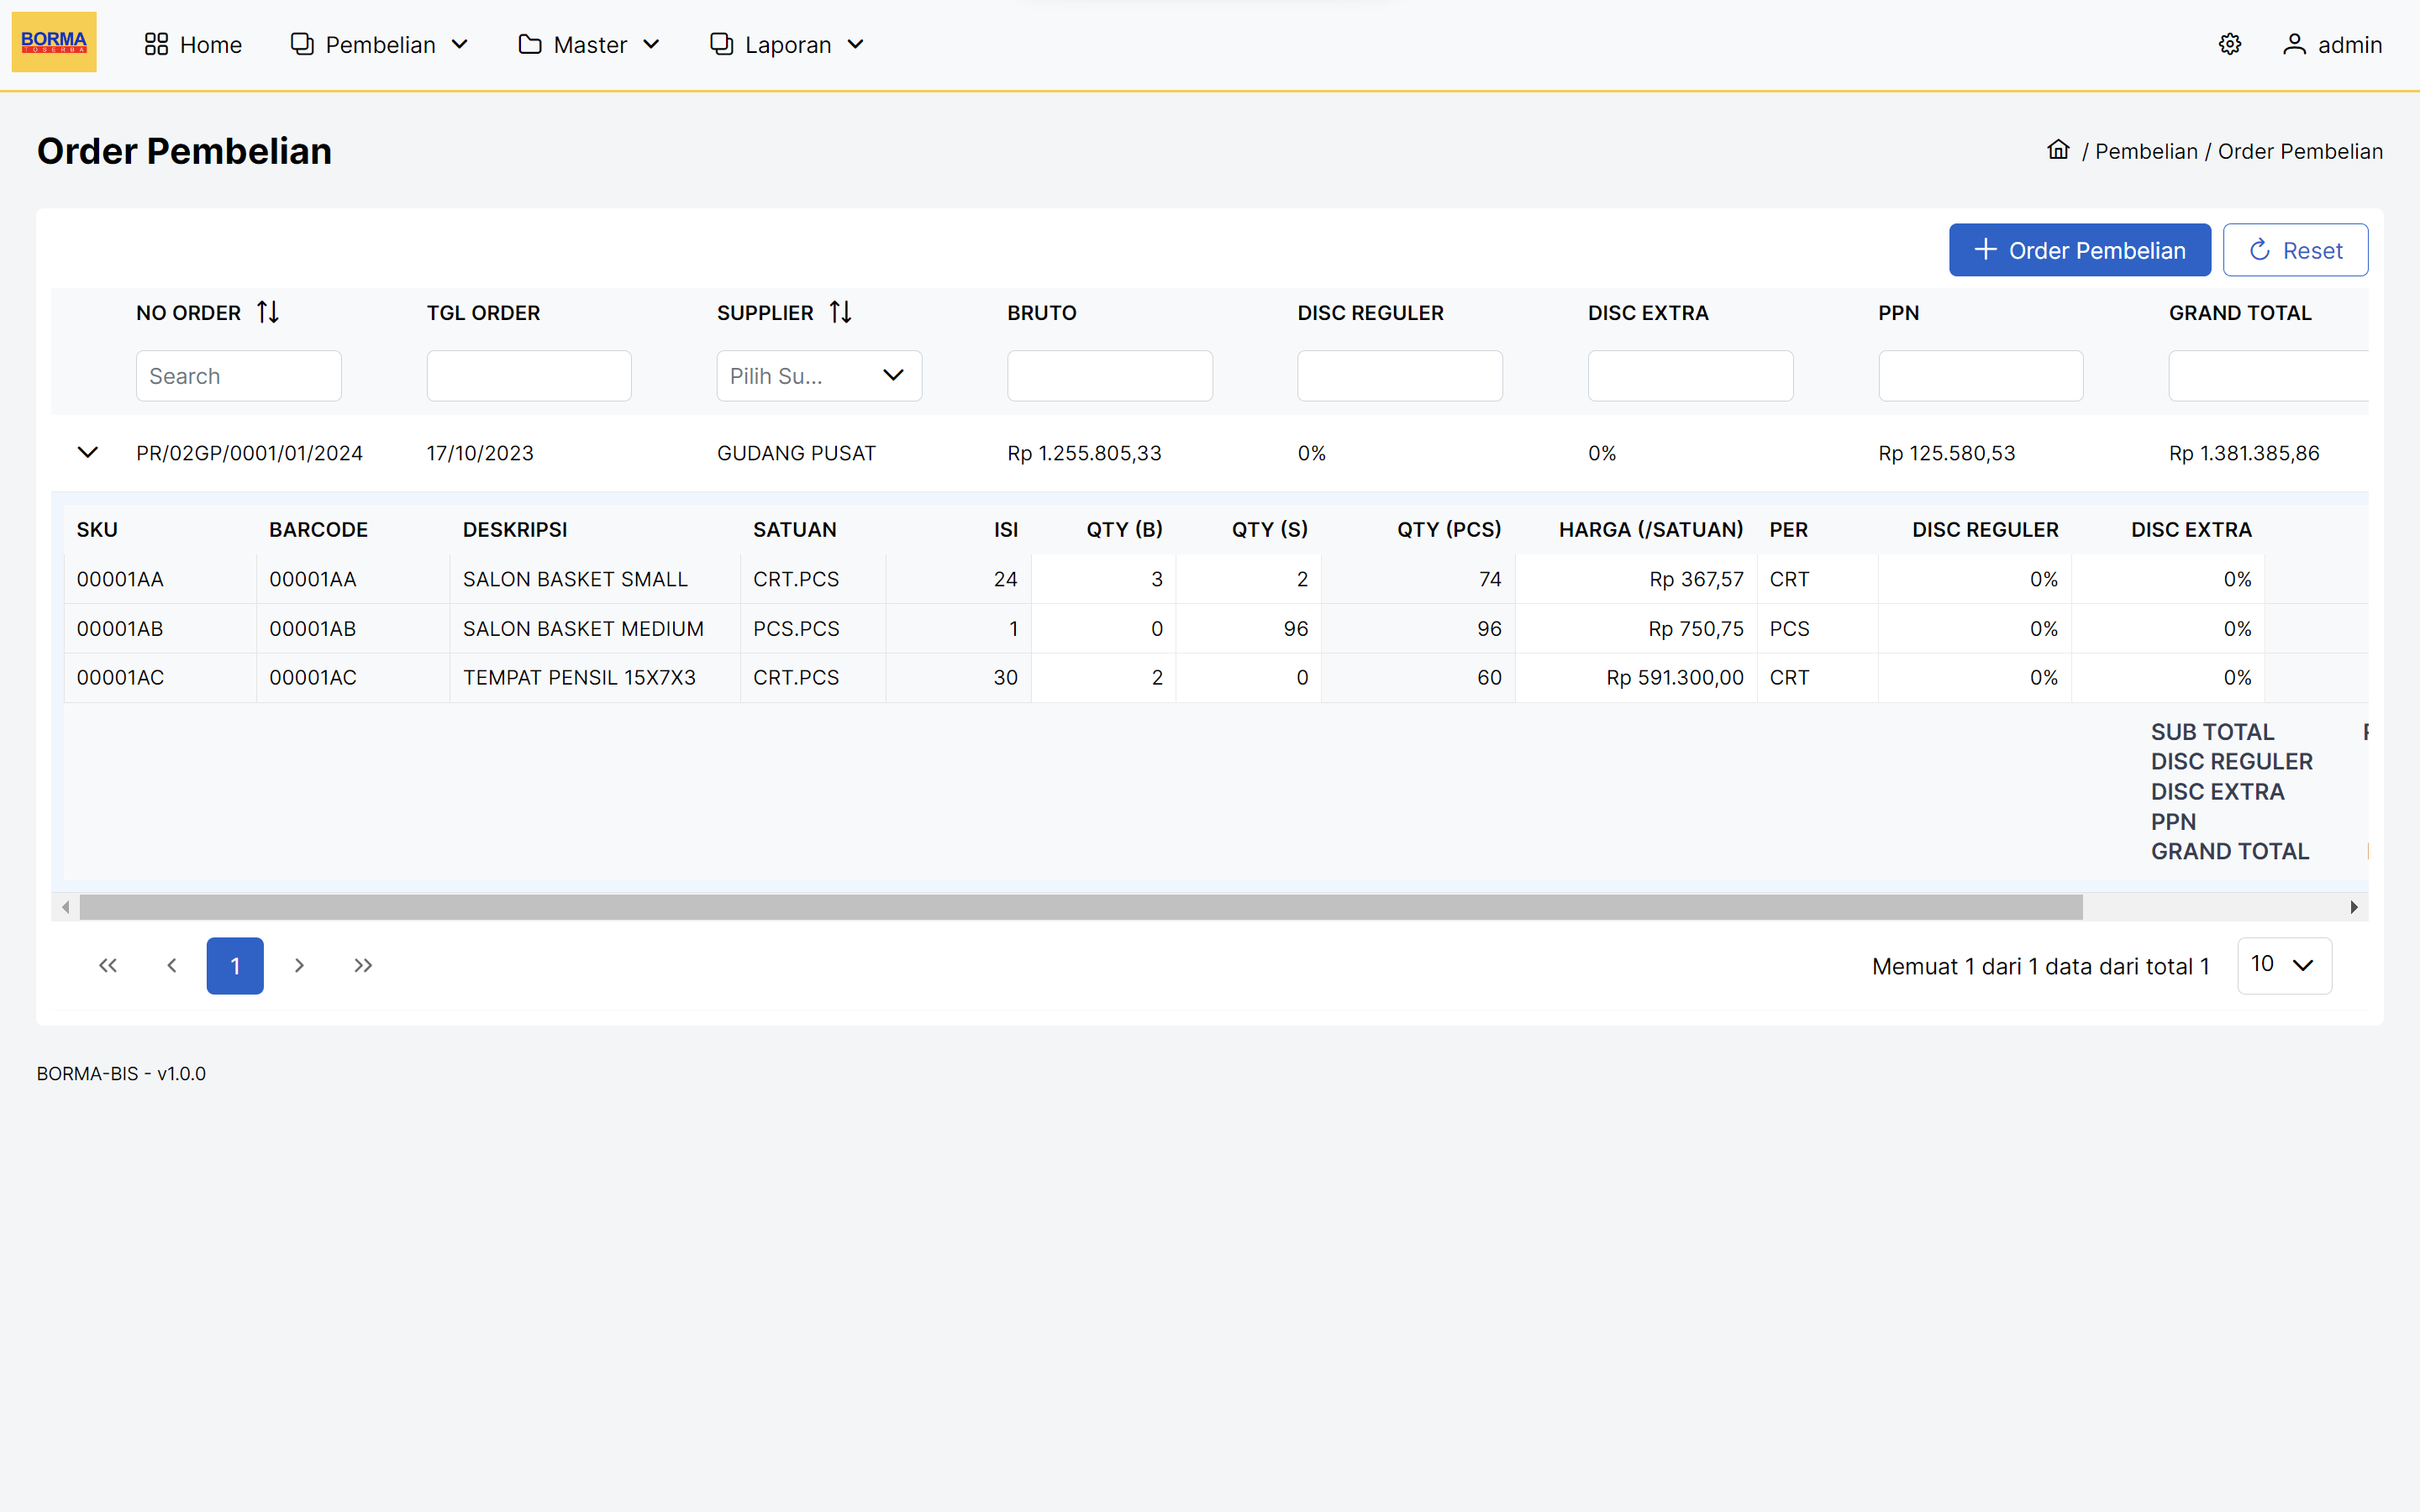 BORMA
TOSERBA
Home
Pembelian
Master
Laporan
admin
Order Pembelian
/ Pembelian / Order Pembelian
Order Pembelian
Reset
NO ORDER TGL ORDER SUPPLIER BRUTO DISC REGULER DISC EXTRA PPN GRAND TOTAL
Search Pilih Su...
PR/02GP/0001/01/2024 17/10/2023 GUDANG PUSAT Rp 1.255.805,33 0% 0% Rp 125.580,53 Rp 1.381.385,86
SKU BARCODE DESKRIPSI SATUAN ISI QTY (B) QTY (S) QTY (PCS) HARGA (/SATUAN) PER DISC REGULER DISC EXTRA
00001AA 00001AA SALON BASKET SMALL CRT.PCS 24 3 2 74 Rp 367,57 CRT 0% 0%
00001AB 00001AB SALON BASKET MEDIUM PCS.PCS 1 0 96 96 Rp 750,75 PCS 0% 0%
00001AC 00001AC TEMPAT PENSIL 15X7X3 CRT.PCS 30 2 0 60 Rp 591.300,00 CRT 0% 0%
SUB TOTAL
DISC REGULER
DISC EXTRA
PPN
GRAND TOTAL
1
Memuat 1 dari 1 data dari total 1
10
BORMA-BIS - v1.0.0